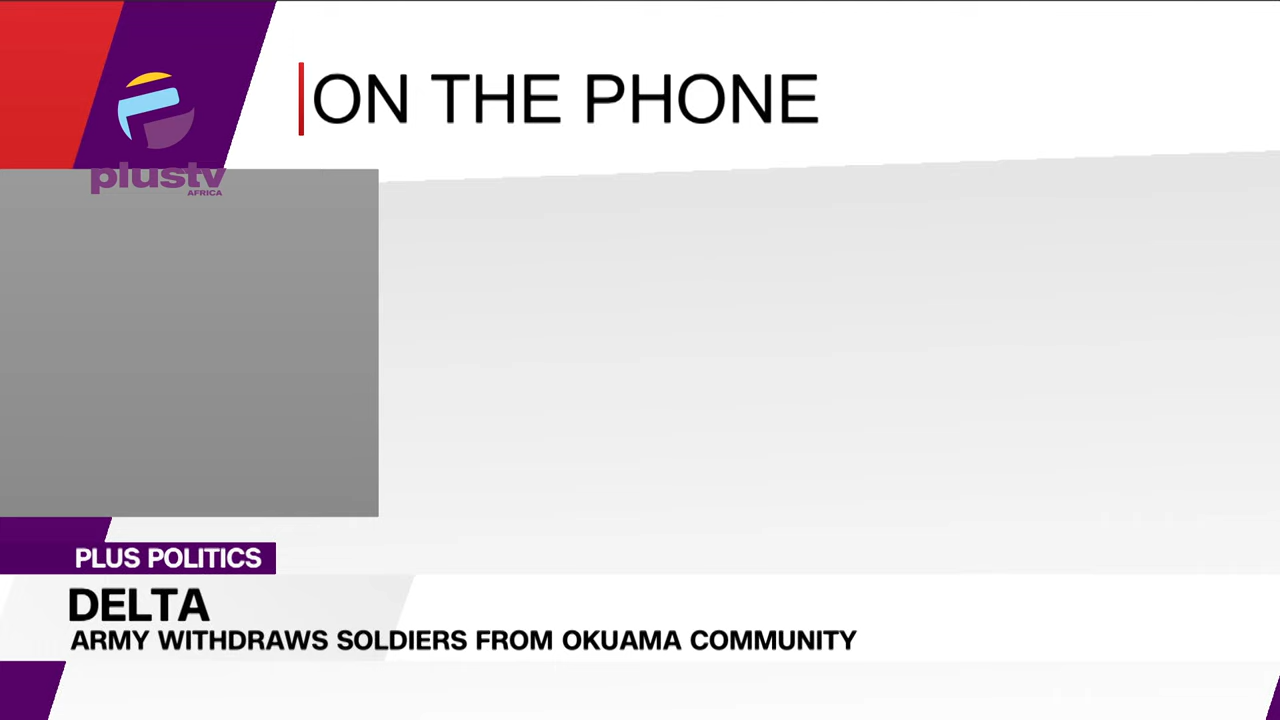 ON THE PHONE
plustv
AFRICA
PLUS POLITICS
DELTA
ARMY WITHDRAWS SOLDIERS FROM OKUAMA COMMUNITY